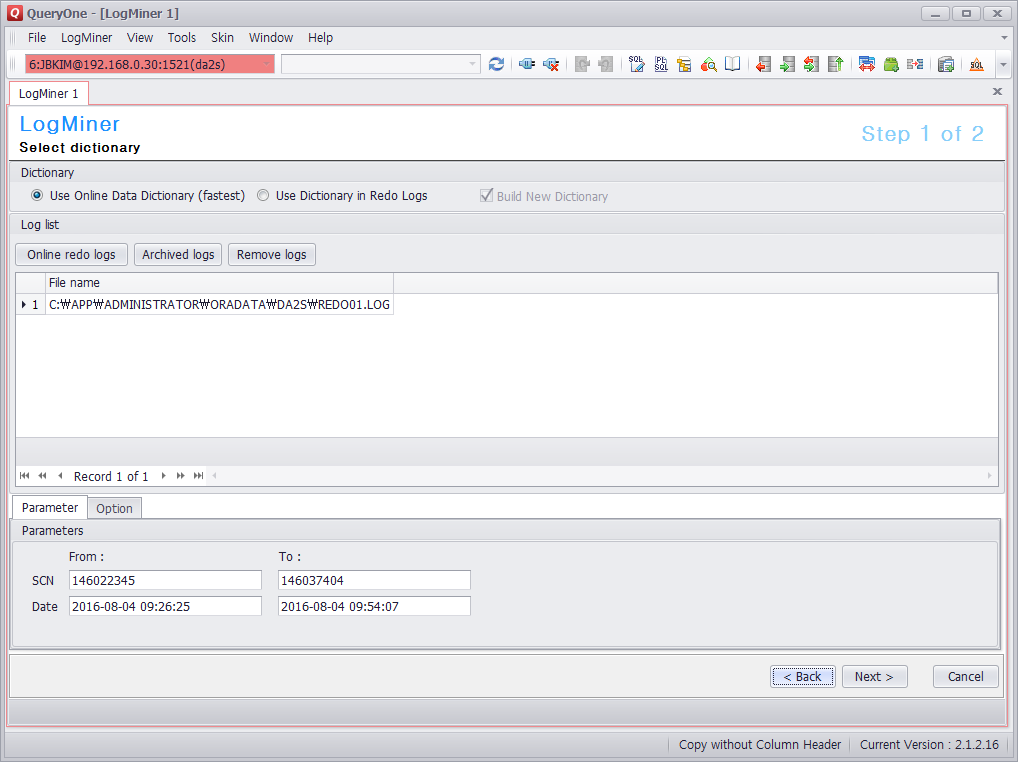 QueryOne - [LogMiner 1]
File LogMiner View Tools Skin Window Help
6:JBKIM@192.168.0.30:1521(da2s)
LogMiner 1
LogMiner
Select dictionary
Step 1 of 2
Dictionary
Use Online Data Dictionary (fastest) Use Dictionary in Redo Logs Build New Dictionary
Log list
Online redo logs Archived logs Remove logs
File name
1 C:₩APP₩ADMINISTRATOR₩ORADATA₩DA2S₩REDO01.LOG
Record 1 of 1
Parameter Option
Parameters
From : To :
SCN 146022345 146037404
Date 2016-08-04 09:26:25 2016-08-04 09:54:07
< Back Next > Cancel
Copy without Column Header Current Version : 2.1.2.16